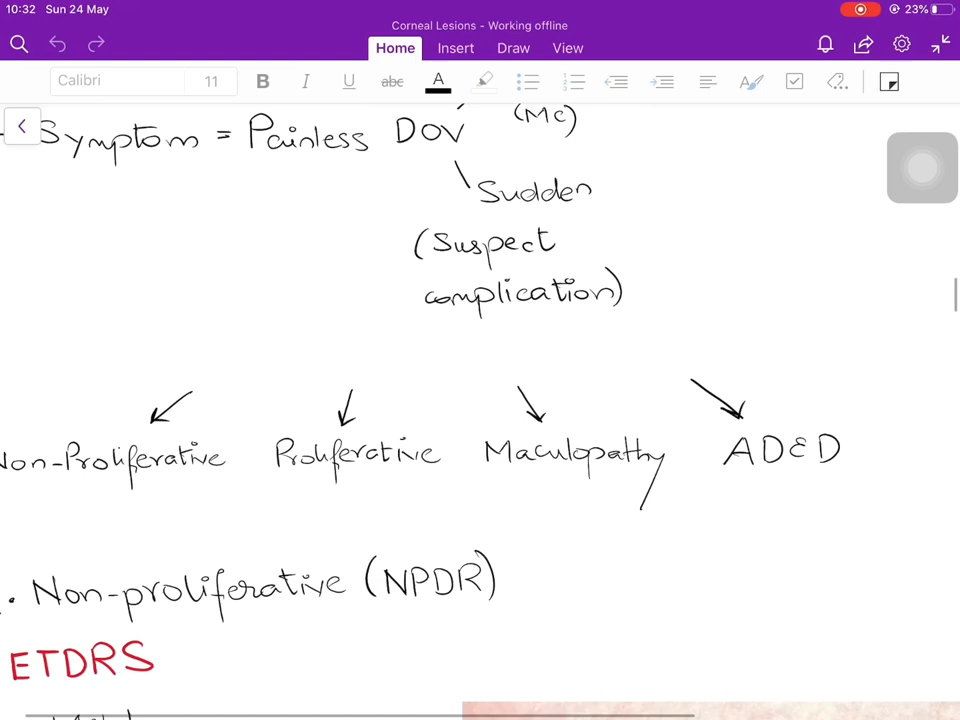 10:32 Sun 24 May 23%
Corneal Lesions - Working offline
Home Insert Draw View
Calibri 11 B I U abc A
Symptom = Painless DOV (MC)
Sudden
(Suspect
complication)
Non-Proliferative Proliferative Maculopathy ADED
. Non-proliferative (NPDR)
ETDRS